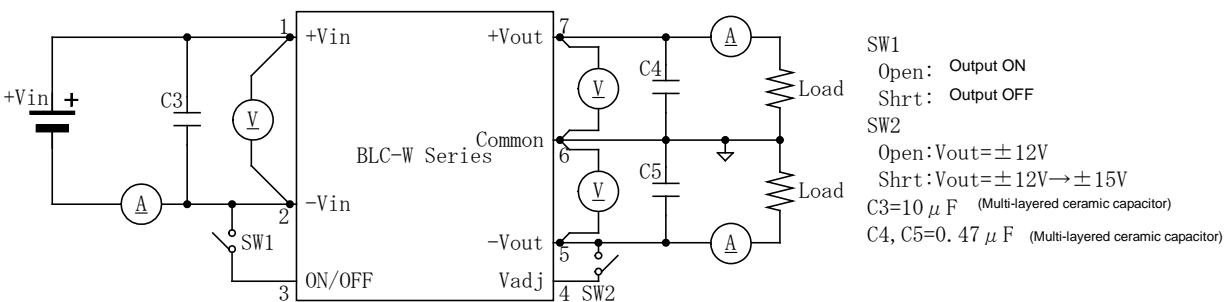 1
+Vin
+Vin
+
C3
V
A
2
-Vin
SW1
3
ON/OFF
BLC-W Series
7
+Vout
A
C4
V
Load
Common
6
C5
V
Load
-Vout
5
A
Vadj
4
SW2
SW1
Open: Output ON
Shrt: Output OFF
SW2
Open:Vout=±12V
Shrt:Vout=±12V→±15V
C3=10μF (Multi-layered ceramic capacitor)
C4,C5=0.47μF (Multi-layered ceramic capacitor)